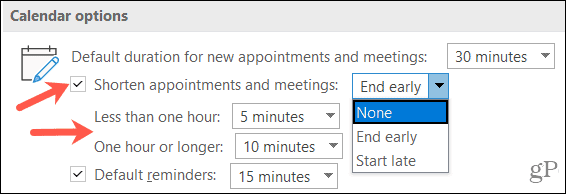 Calendar options
Default duration for new appointments and meetings: 30 minutes
Shorten appointments and meetings: End early
Less than one hour: 5 minutes None
End early
One hour or longer: 10 minutes Start late
Default reminders: 15 minutes
gP